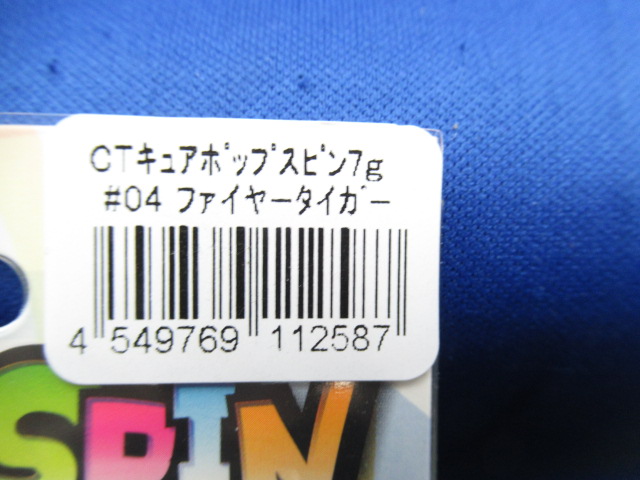 CTｷｭｱﾎﾟｯﾌﾟｽﾋﾟﾝ7g
#04 ﾌｧｲﾔｰﾀｲｶﾞｰ
4 549769 112587
SPIN